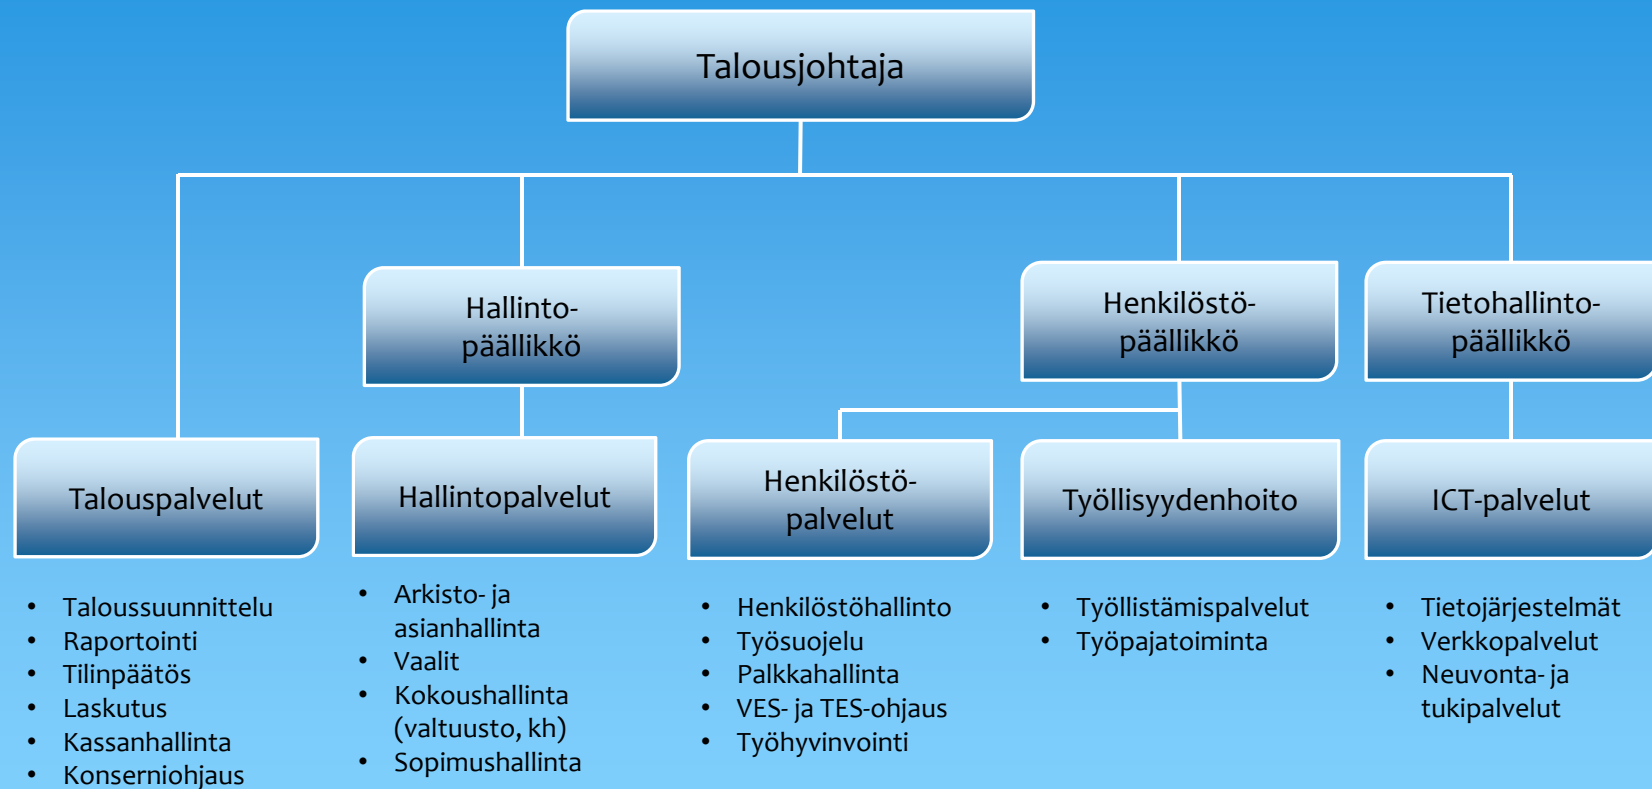 Talousjohtaja
Hallinto-
päällikkö
Henkilöstö-
päällikkö
Tietohallinto-
päällikkö
Talouspalvelut
Hallintopalvelut
Henkilöstö-
palvelut
Työllisyydenhoito
ICT-palvelut
• Taloussuunnittelu
• Raportointi
• Tilinpäätös
• Laskutus
• Kassanhallinta
• Konserniohjaus
• Arkisto- ja
asianhallinta
• Vaalit
• Kokoushallinta
(valtuusto, kh)
• Sopimushallinta
• Henkilöstöhallinto
• Työsuojelu
• Palkkahallinta
• VES- ja TES-ohjaus
• Työhyvinvointi
• Työllistämispalvelut
• Työpajatoiminta
• Tietojärjestelmät
• Verkkopalvelut
• Neuvonta- ja
tukipalvelut